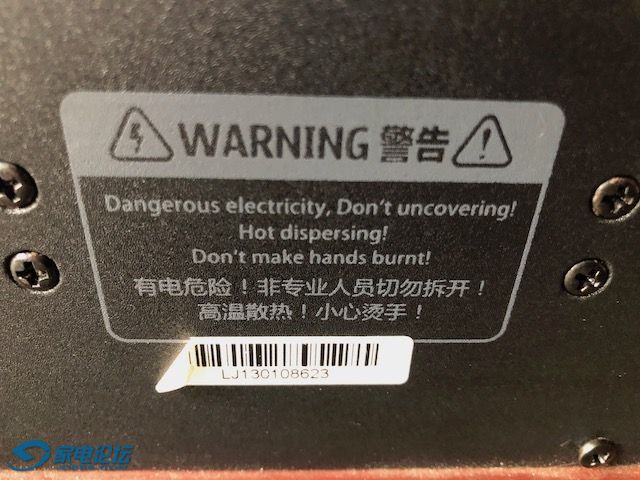 WARNING 警告
Dangerous electricity, Don't uncovering!
Hot dispersing!
Don't make hands burnt!
有电危险！非专业人员切勿拆开！
高温散热！小心烫手！
LJ130108623
家电论坛